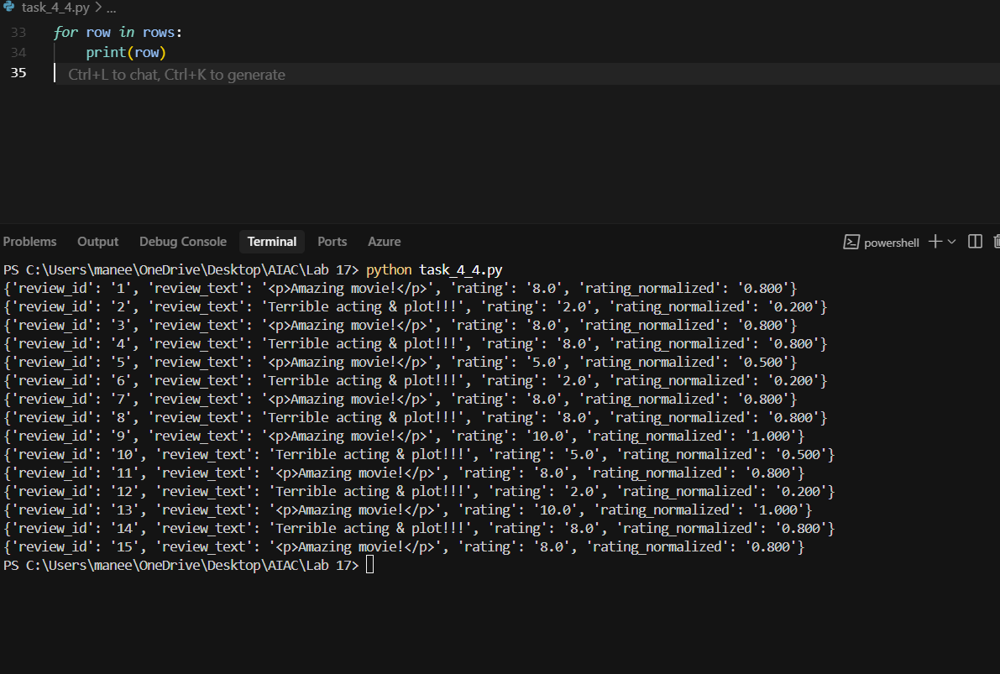 task_4_4.py > ...
33 for row in rows:
34 print(row)
35 Ctrl+L to chat, Ctrl+K to generate
Problems Output Debug Console Terminal Ports Azure powershell
PS C:\Users\manee\OneDrive\Desktop\AIAC\Lab 17> python task_4_4.py
{'review_id': '1', 'review_text': '<p>Amazing movie!</p>', 'rating': '8.0', 'rating_normalized': '0.800'}
{'review_id': '2', 'review_text': 'Terrible acting & plot!!!', 'rating': '2.0', 'rating_normalized': '0.200'}
{'review_id': '3', 'review_text': '<p>Amazing movie!</p>', 'rating': '8.0', 'rating_normalized': '0.800'}
{'review_id': '4', 'review_text': 'Terrible acting & plot!!!', 'rating': '8.0', 'rating_normalized': '0.800'}
{'review_id': '5', 'review_text': '<p>Amazing movie!</p>', 'rating': '5.0', 'rating_normalized': '0.500'}
{'review_id': '6', 'review_text': 'Terrible acting & plot!!!', 'rating': '2.0', 'rating_normalized': '0.200'}
{'review_id': '7', 'review_text': '<p>Amazing movie!</p>', 'rating': '8.0', 'rating_normalized': '0.800'}
{'review_id': '8', 'review_text': 'Terrible acting & plot!!!', 'rating': '8.0', 'rating_normalized': '0.800'}
{'review_id': '9', 'review_text': '<p>Amazing movie!</p>', 'rating': '10.0', 'rating_normalized': '1.000'}
{'review_id': '10', 'review_text': 'Terrible acting & plot!!!', 'rating': '5.0', 'rating_normalized': '0.500'}
{'review_id': '11', 'review_text': '<p>Amazing movie!</p>', 'rating': '8.0', 'rating_normalized': '0.800'}
{'review_id': '12', 'review_text': 'Terrible acting & plot!!!', 'rating': '2.0', 'rating_normalized': '0.200'}
{'review_id': '13', 'review_text': '<p>Amazing movie!</p>', 'rating': '10.0', 'rating_normalized': '1.000'}
{'review_id': '14', 'review_text': 'Terrible acting & plot!!!', 'rating': '8.0', 'rating_normalized': '0.800'}
{'review_id': '15', 'review_text': '<p>Amazing movie!</p>', 'rating': '8.0', 'rating_normalized': '0.800'}
PS C:\Users\manee\OneDrive\Desktop\AIAC\Lab 17>